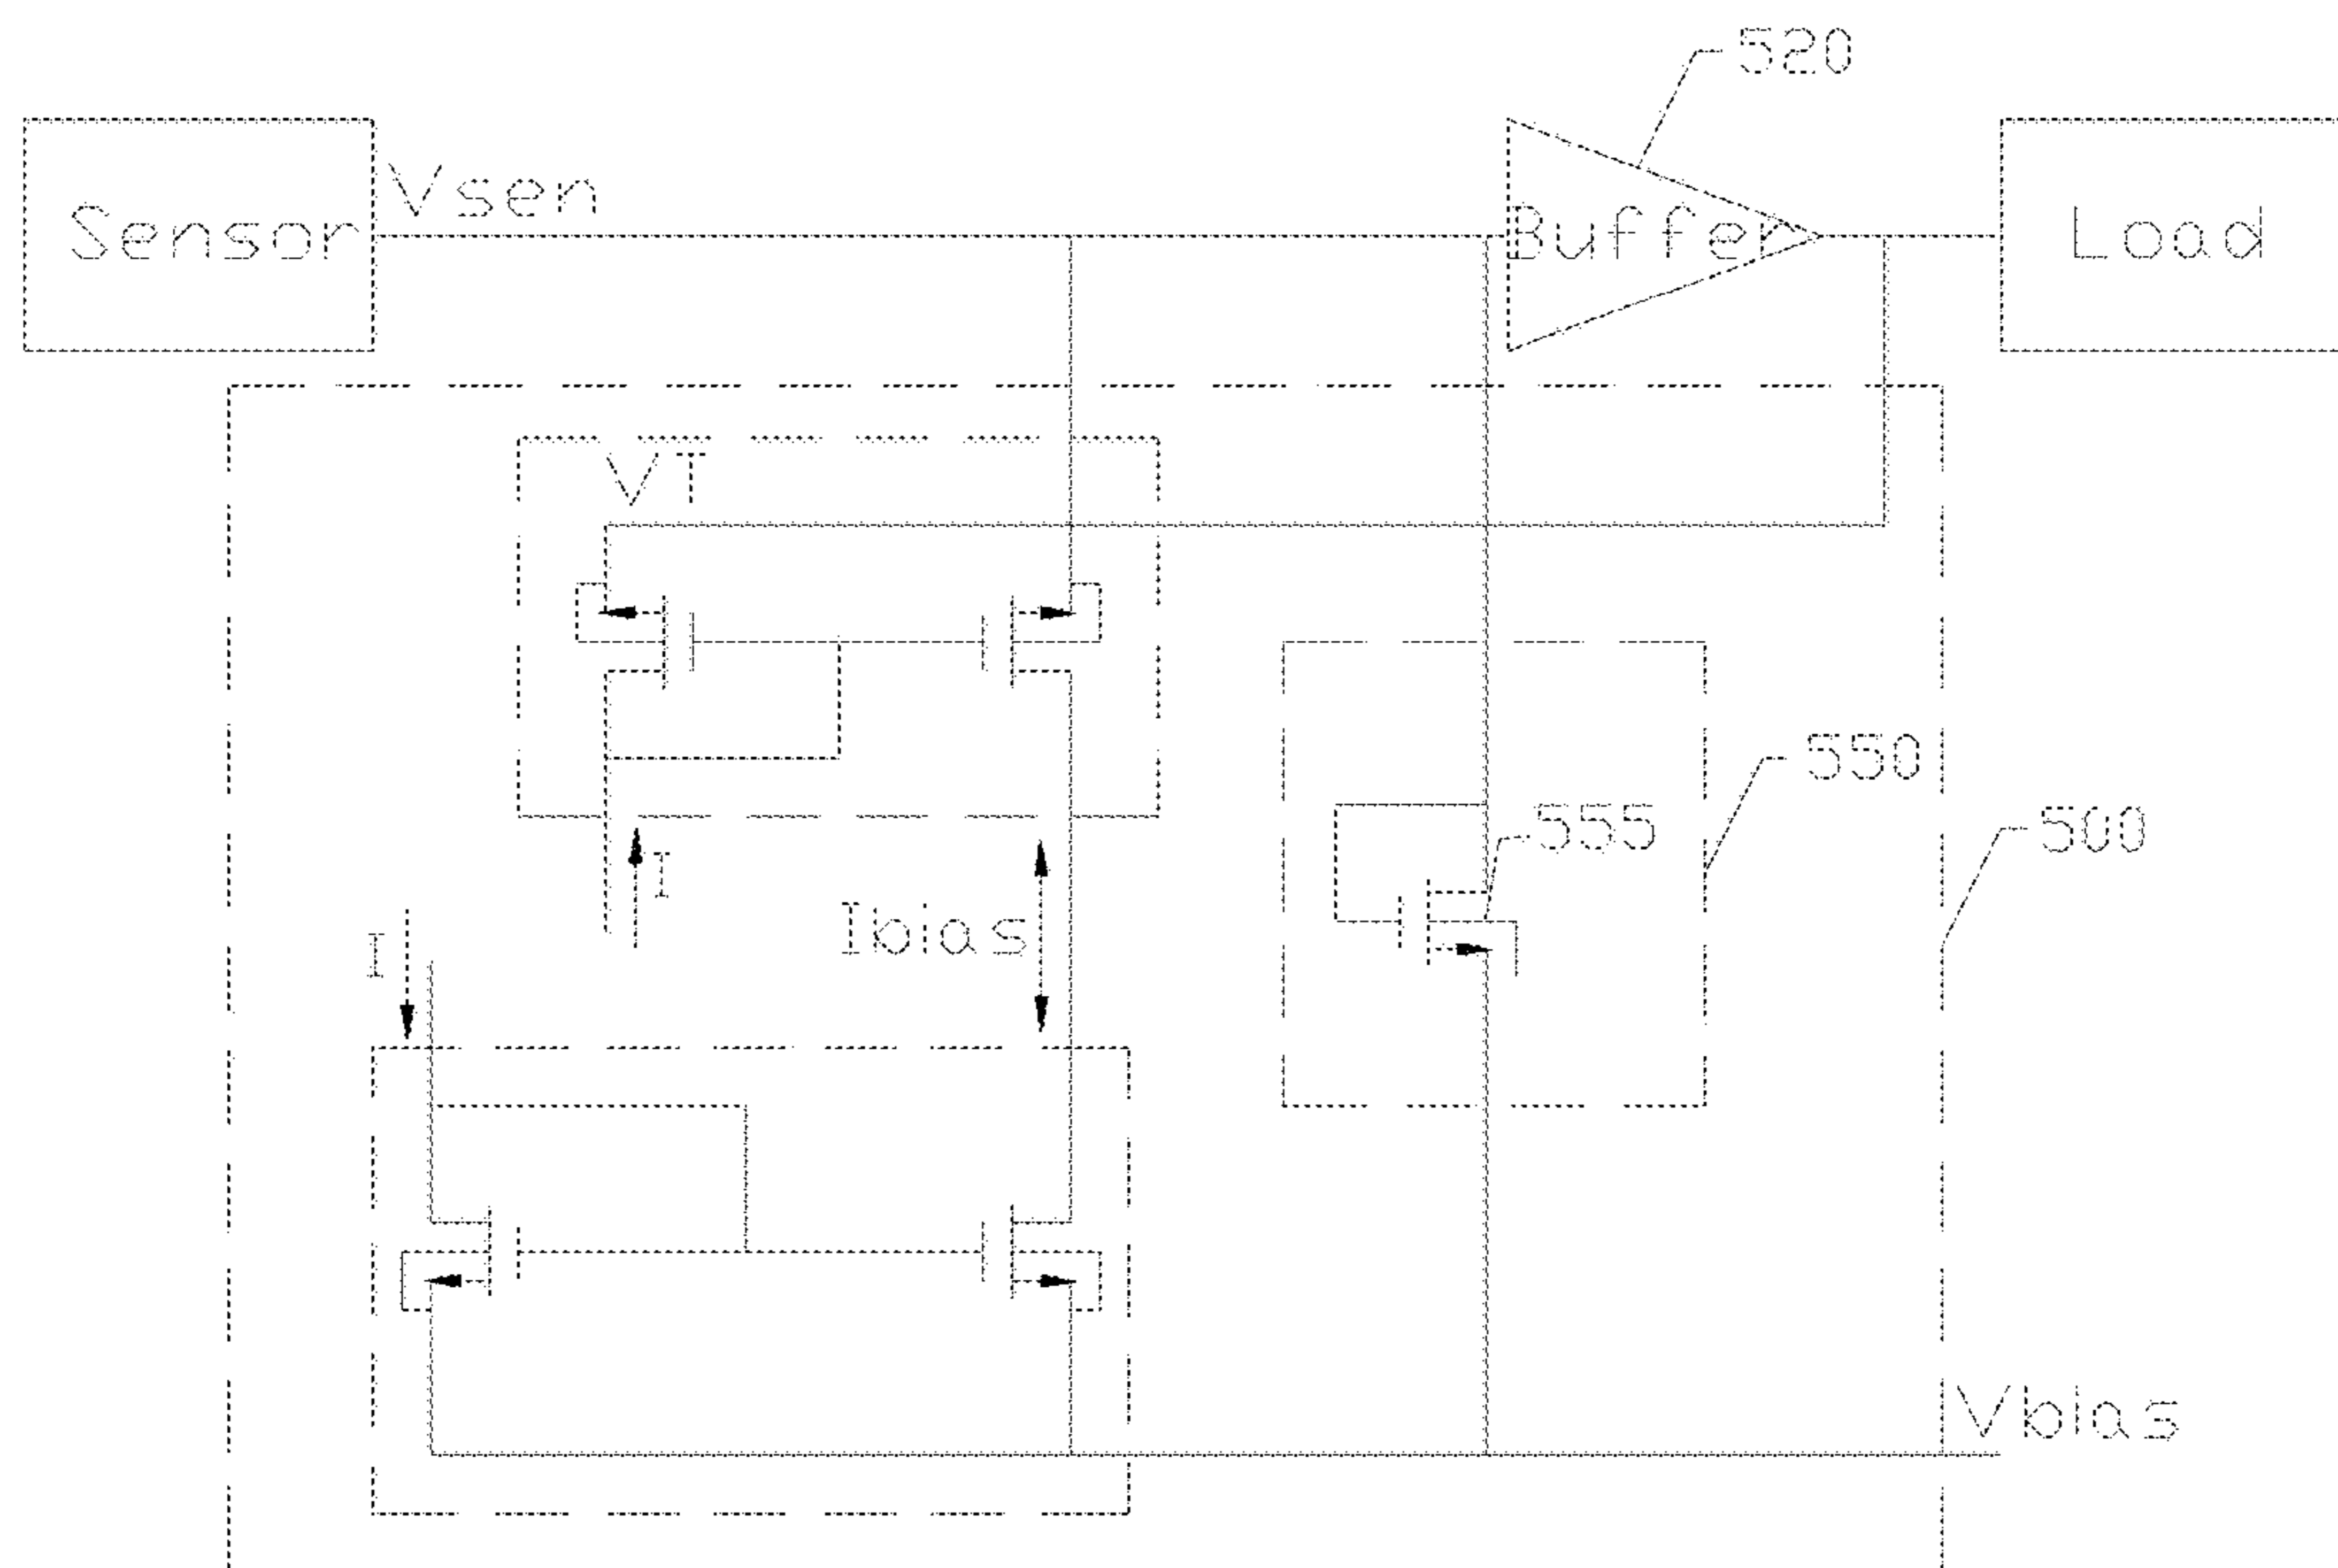 520
Vsen
Sensor
Buffer
Load
VT
550
555
500
I
Ibias
I
Vbias